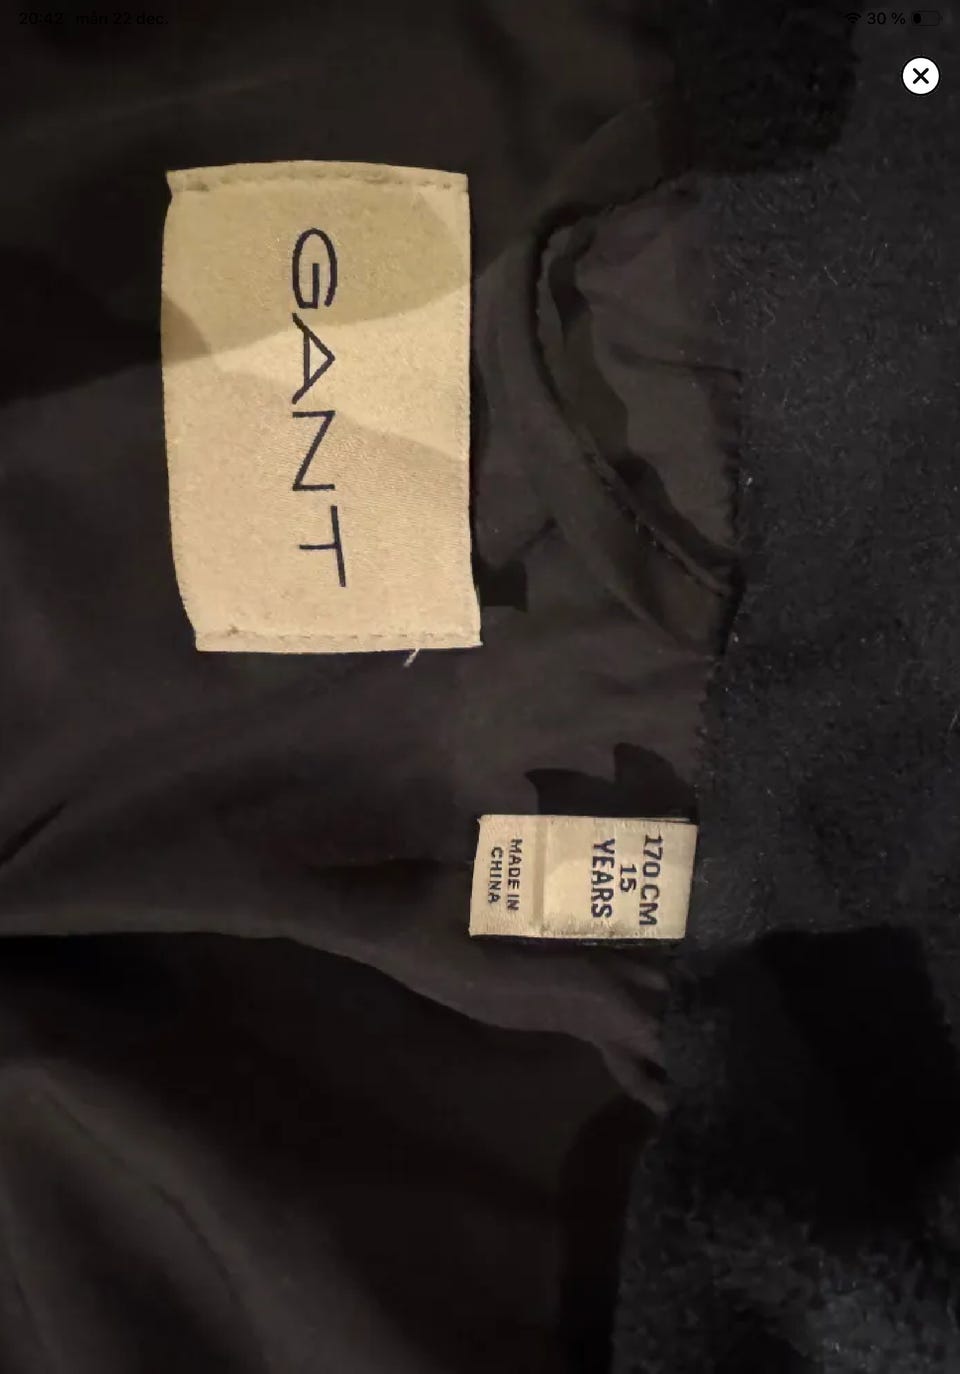 20:42 mån 22 dec.
30 %
GANT
170 CM
15
YEARS
MADE IN
CHINA